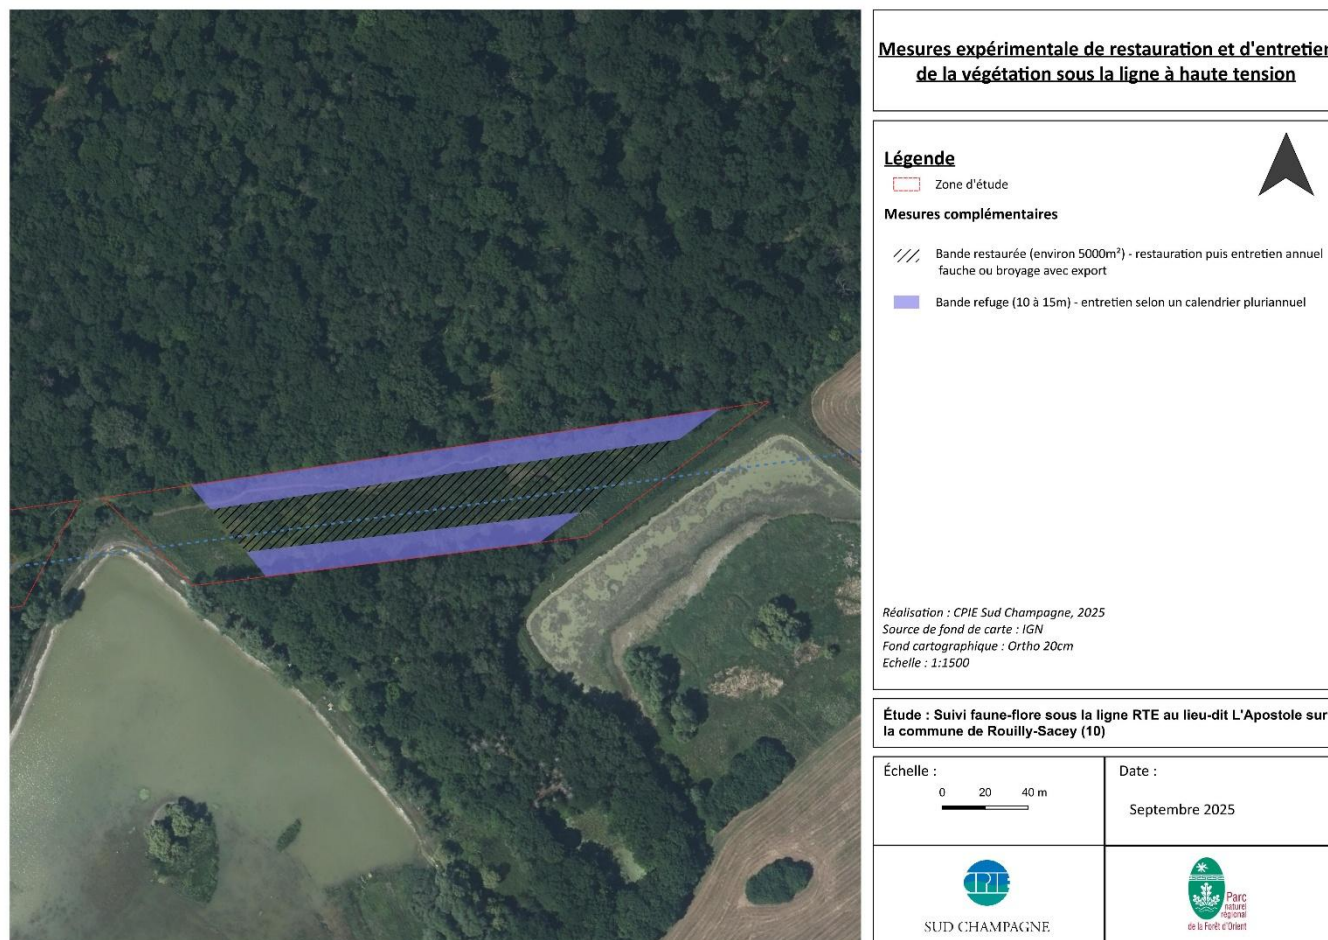 Mesures expérimentale de restauration et d'entretien
de la végétation sous la ligne à haute tension
Légende
Zone d'étude
Mesures complémentaires
Bande restaurée (environ 5000m²) - restauration puis entretien annuel
fauche ou broyage avec export
Bande refuge (10 à 15m) - entretien selon un calendrier pluriannuel
Réalisation : CPIE Sud Champagne, 2025
Source de fond de carte : IGN
Fond cartographique : Ortho 20cm
Echelle : 1:1500
Étude : Suivi faune-flore sous la ligne RTE au lieu-dit L'Apostole sur
la commune de Rouilly-Sacey (10)
Échelle :
0 20 40 m
Date :
Septembre 2025
CPIE
SUD CHAMPAGNE
Parc
naturel
régional
de la Forêt d'Orient